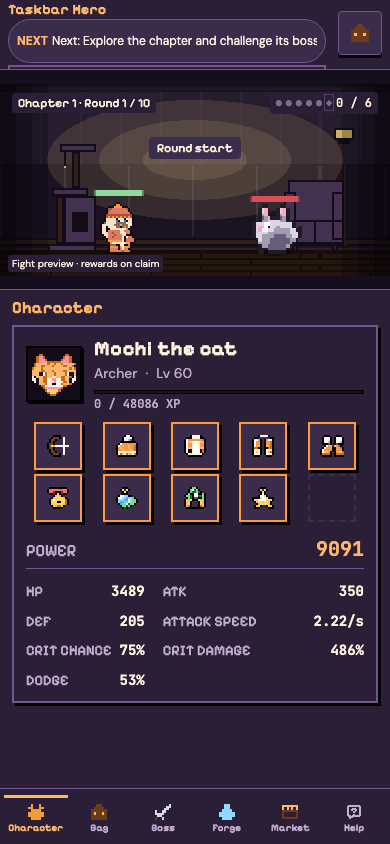 Taskbar Hero
NEXT Next: Explore the chapter and challenge its boss
Chapter 1 · Round 1 / 10
0 / 6
Round start
Fight preview · rewards on claim
Character
Mochi the cat
Archer · Lv 60
0 / 48086 XP
POWER 9091
HP 3489 ATK 350
DEF 205 ATTACK SPEED 2.22/s
CRIT CHANCE 75% CRIT DAMAGE 486%
DODGE 53%
Character Bag Boss Forge Market Help